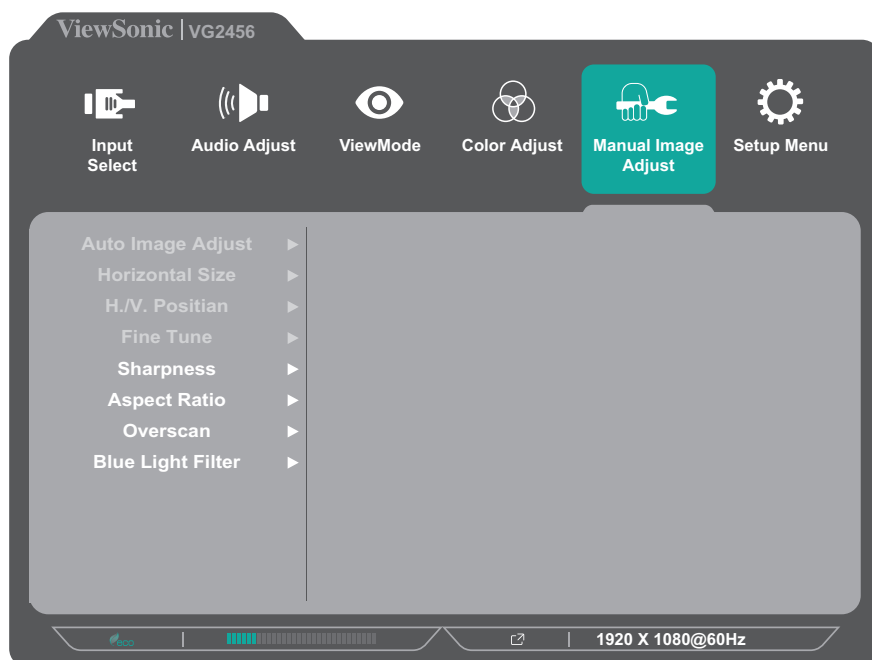 ViewSonic | VG2456
Input Select
Audio Adjust
ViewMode
Color Adjust
Manual Image Adjust
Setup Menu
Auto Image Adjust
Horizontal Size
H./V. Positian
Fine Tune
Sharpness
Aspect Ratio
Overscan
Blue Light Filter
eco
1920 X 1080@60Hz